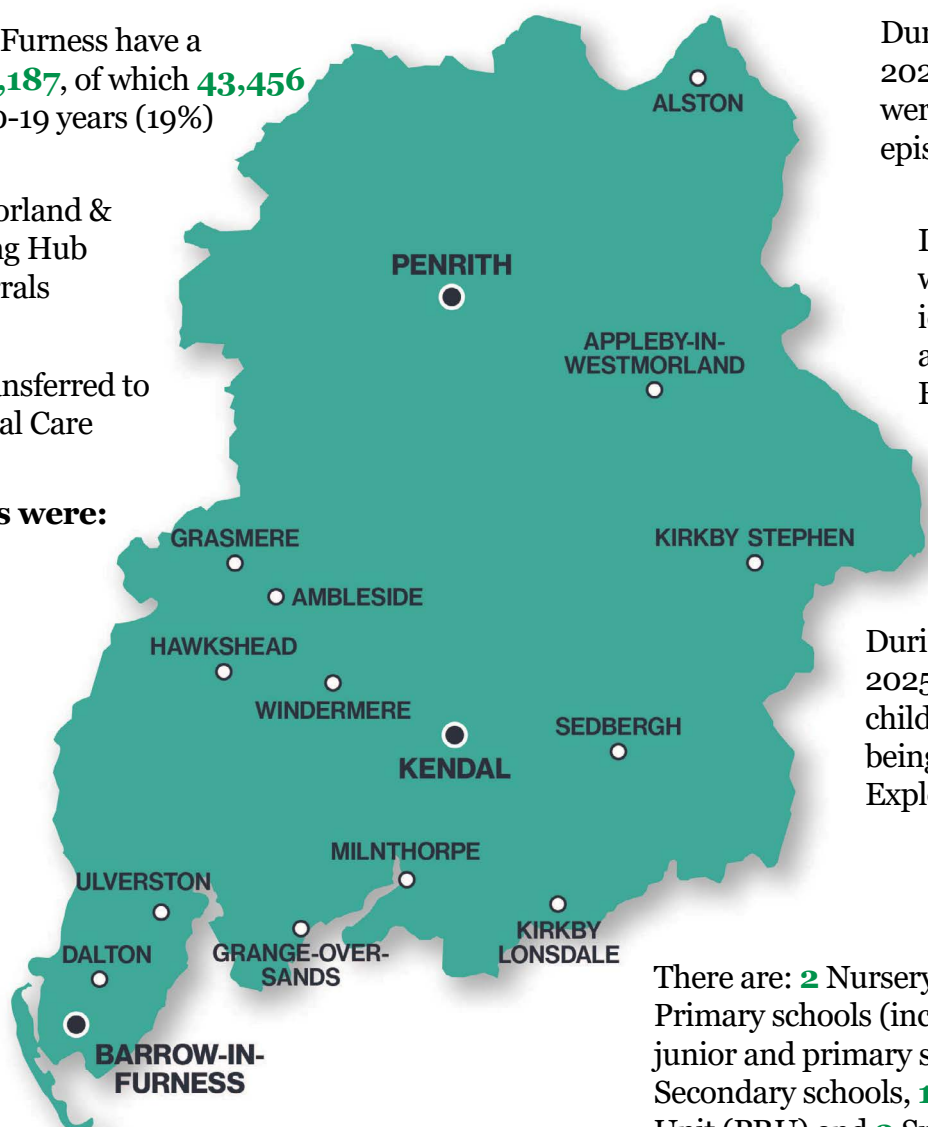 Furness have a
,187, of which 43,456
0-19 years (19%)
orland &
ng Hub
rrals
ansferred to
al Care
s were:
ALSTON
PENRITH
APPLEBY-IN-
WESTMORLAND
GRASMERE
KIRKBY STEPHEN
AMBLESIDE
HAWKSHEAD
WINDERMERE
SEDBERGH
KENDAL
MILNTHORPE
ULVERSTON
KIRKBY
LONSDALE
DALTON
GRANGE-OVER-
SANDS
BARROW-IN-
FURNESS
Dur
202
wer
epis
w
a
Duri
2025
child
being
Expl
There are: 2 Nursery
Primary schools (inc
junior and primary s
Secondary schools, 1